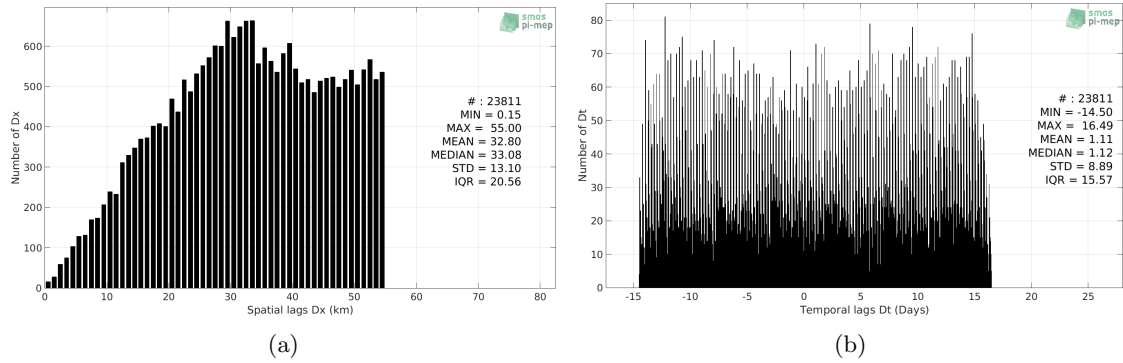 smos
pi-mep
600
500
400
300
200
100
0
Number of Dx
# : 23811
MIN = 0.15
MAX = 55.00
MEAN = 32.80
MEDIAN = 33.08
STD = 13.10
IQR = 20.56
0 10 20 30 40 50 60 70 80
Spatial lags Dx (km)
(a)
smos
pi-mep
80
70
60
50
40
30
20
10
0
Number of Dt
# : 23811
MIN = -14.50
MAX = 16.49
MEAN = 1.11
MEDIAN = 1.12
STD = 8.89
IQR = 15.57
-15 -10 -5 0 5 10 15 20 25
Temporal lags Dt (Days)
(b)